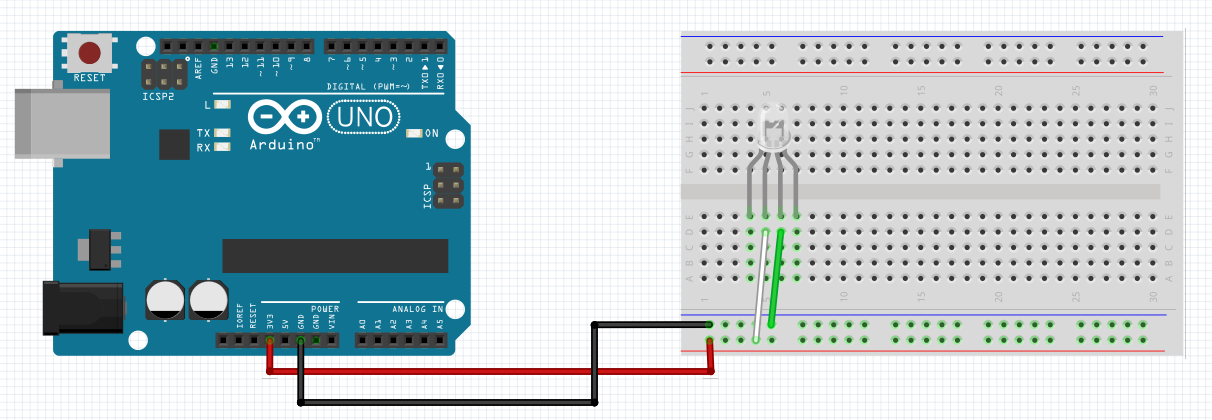 RESET
ICSP2
AREF
GND
13
12
~11
~10
~9
8
7
~6
~5
4
~3
2
TXD▶1
RXD◀0
DIGITAL (PWM=~)
L
TX
RX
Arduino™
UNO
ON
1
ICSP
IOREF
RESET
3V3
5V
GND
GND
VIN
POWER
A0
A1
A2
A3
A4
A5
ANALOG IN
1 5 10 15 20 25 30
J J
I I
H H
G G
F F
E E
D D
C C
B B
A A
1 5 10 15 20 25 30